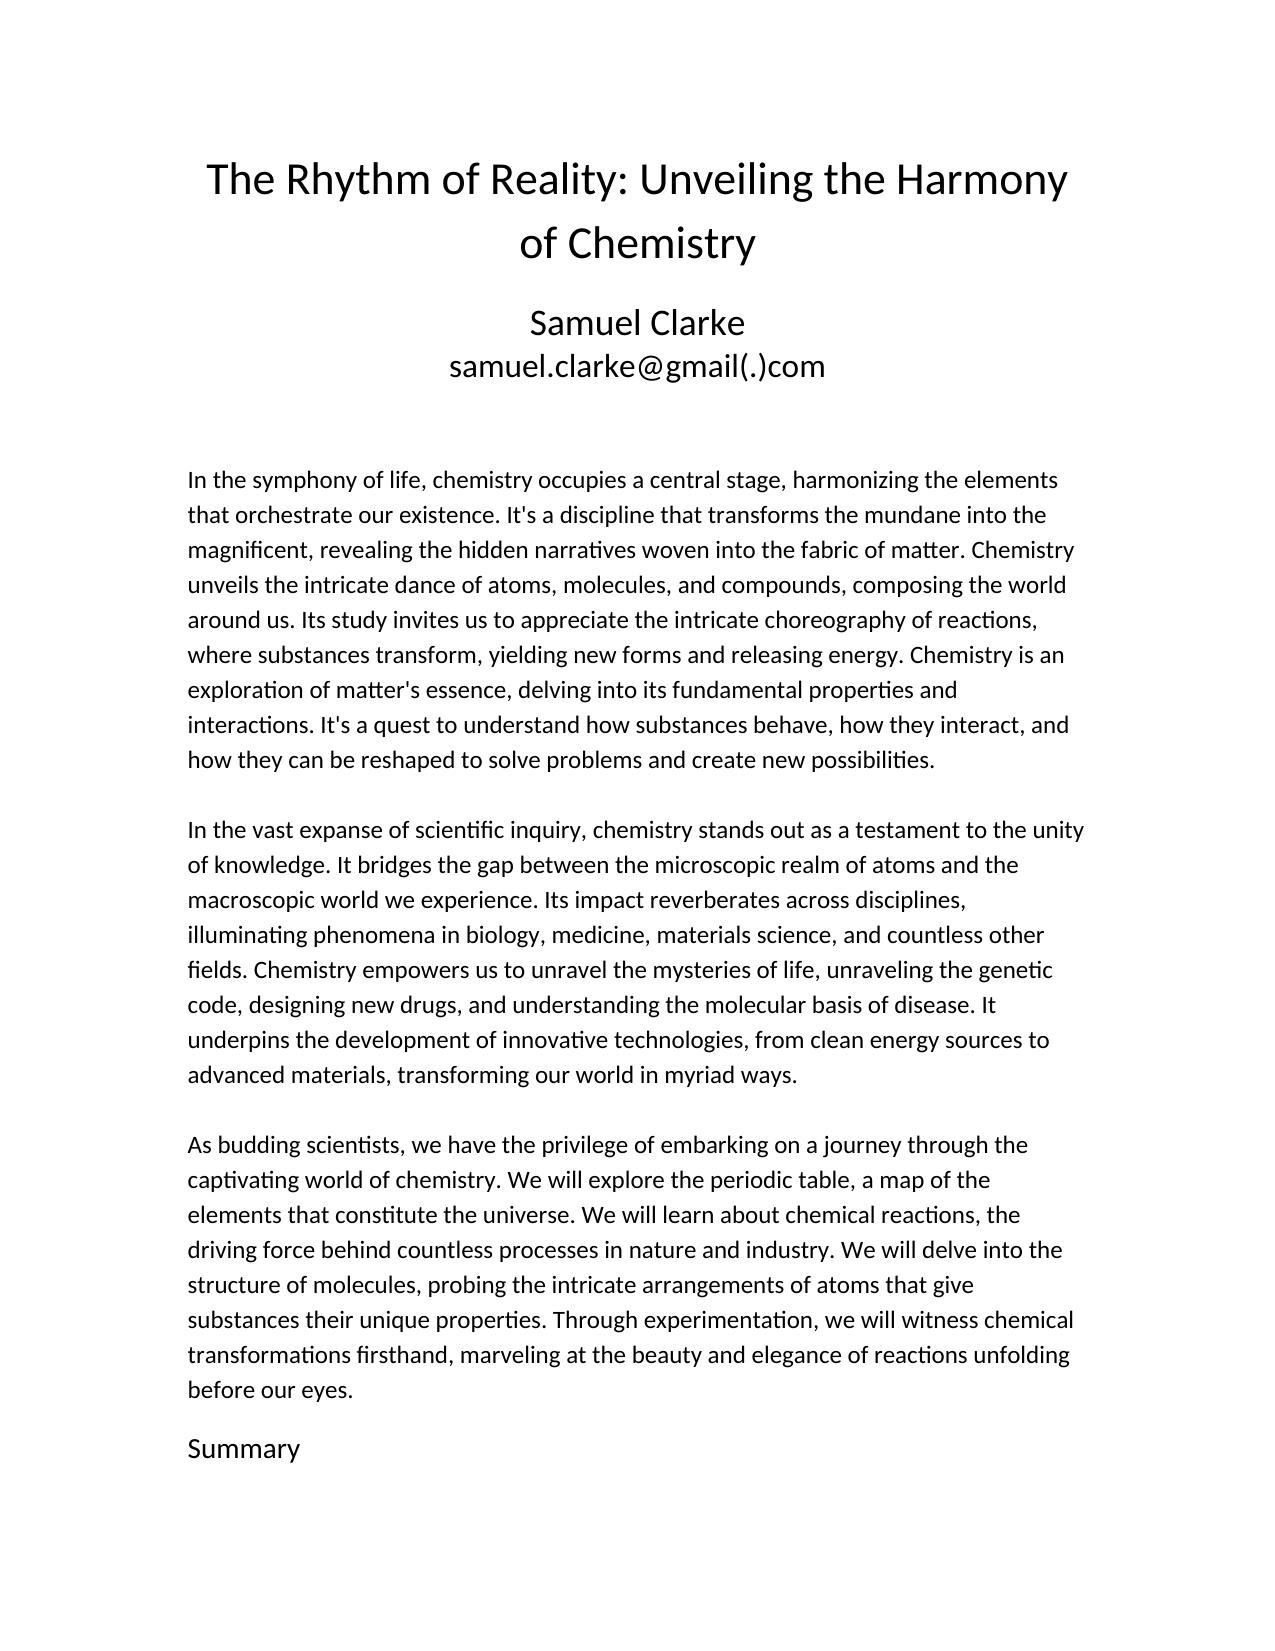 The Rhythm of Reality: Unveiling the Harmony
of Chemistry
Samuel Clarke
samuel.clarke@gmail(.)com
In the symphony of life, chemistry occupies a central stage, harmonizing the elements
that orchestrate our existence. It's a discipline that transforms the mundane into the
magnificent, revealing the hidden narratives woven into the fabric of matter. Chemistry
unveils the intricate dance of atoms, molecules, and compounds, composing the world
around us. Its study invites us to appreciate the intricate choreography of reactions,
where substances transform, yielding new forms and releasing energy. Chemistry is an
exploration of matter's essence, delving into its fundamental properties and
interactions. It's a quest to understand how substances behave, how they interact, and
how they can be reshaped to solve problems and create new possibilities.
In the vast expanse of scientific inquiry, chemistry stands out as a testament to the unity
of knowledge. It bridges the gap between the microscopic realm of atoms and the
macroscopic world we experience. Its impact reverberates across disciplines,
illuminating phenomena in biology, medicine, materials science, and countless other
fields. Chemistry empowers us to unravel the mysteries of life, unraveling the genetic
code, designing new drugs, and understanding the molecular basis of disease. It
underpins the development of innovative technologies, from clean energy sources to
advanced materials, transforming our world in myriad ways.
As budding scientists, we have the privilege of embarking on a journey through the
captivating world of chemistry. We will explore the periodic table, a map of the
elements that constitute the universe. We will learn about chemical reactions, the
driving force behind countless processes in nature and industry. We will delve into the
structure of molecules, probing the intricate arrangements of atoms that give
substances their unique properties. Through experimentation, we will witness chemical
transformations firsthand, marveling at the beauty and elegance of reactions unfolding
before our eyes.
Summary